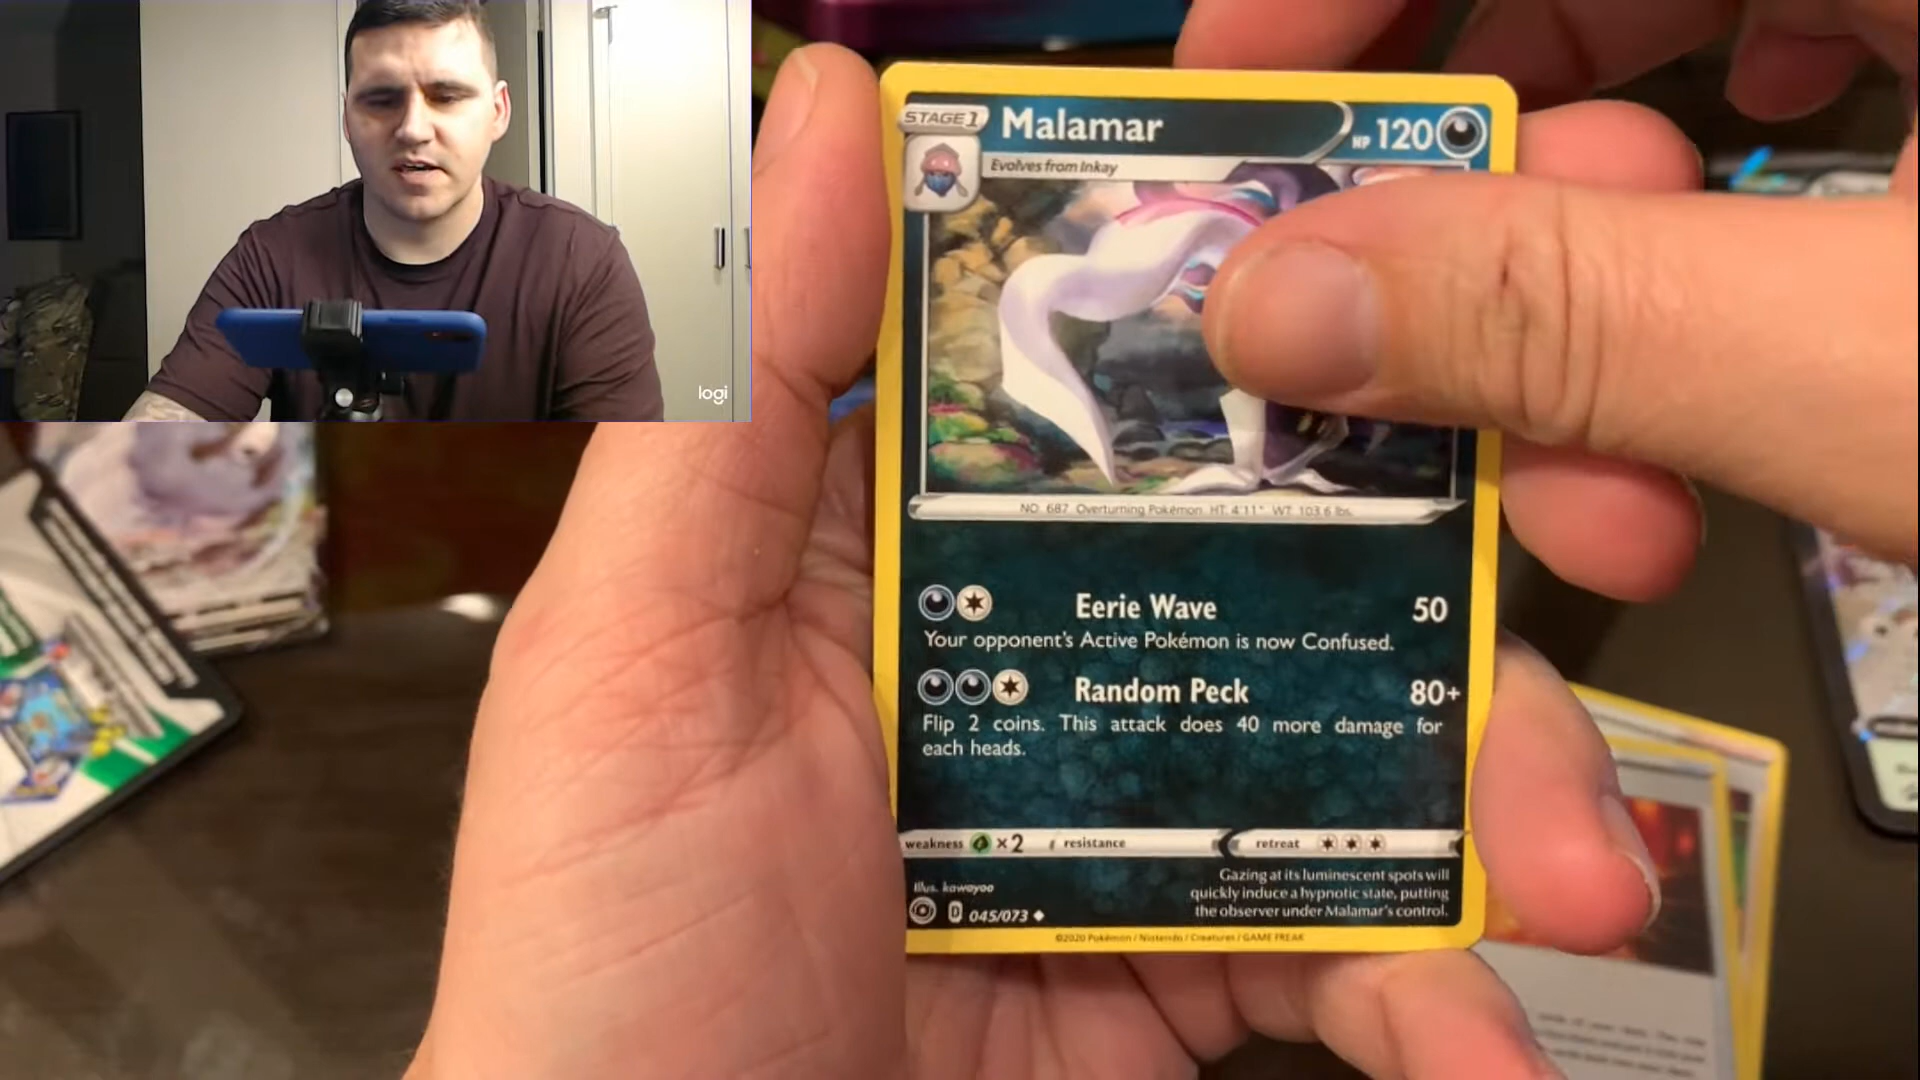 logi
STAGE 1 Malamar HP 120
Evolves from Inkay
NO. 687 Overturning Pokémon HT: 4'11" WT: 103.6 lbs.
Eerie Wave 50
Your opponent's Active Pokémon is now Confused.
Random Peck 80+
Flip 2 coins. This attack does 40 more damage for
each heads.
weakness ×2 resistance retreat
Gazing at its luminescent spots will
quickly induce a hypnotic state, putting
the observer under Malamar's control.
Illus. kawayoo
D 045/073
©2020 Pokémon / Nintendo / Creatures / GAME FREAK